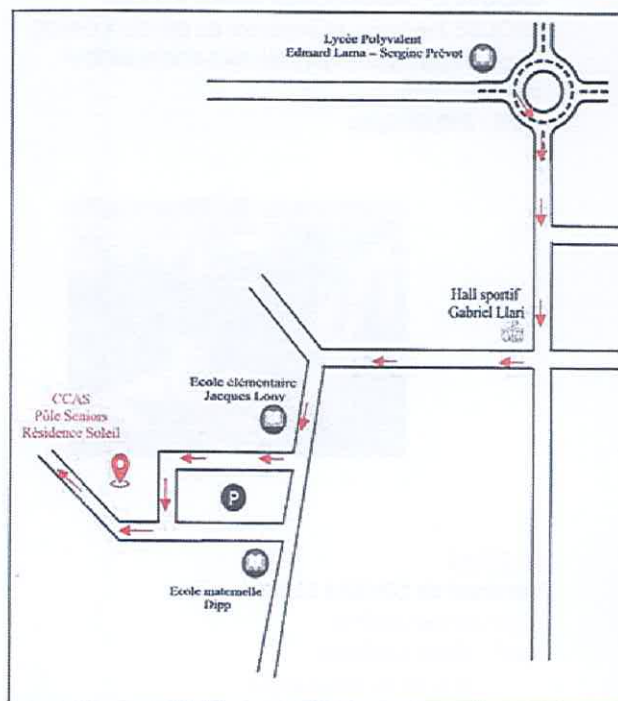 Lycée Polyvalent
Edmard Lama – Sergine Prévot
Hall sportif
Gabriel Llari
Ecole élémentaire
Jacques Lony
CCAS
Pôle Seniors
Résidence Soleil
P
Ecole maternelle
Dipp